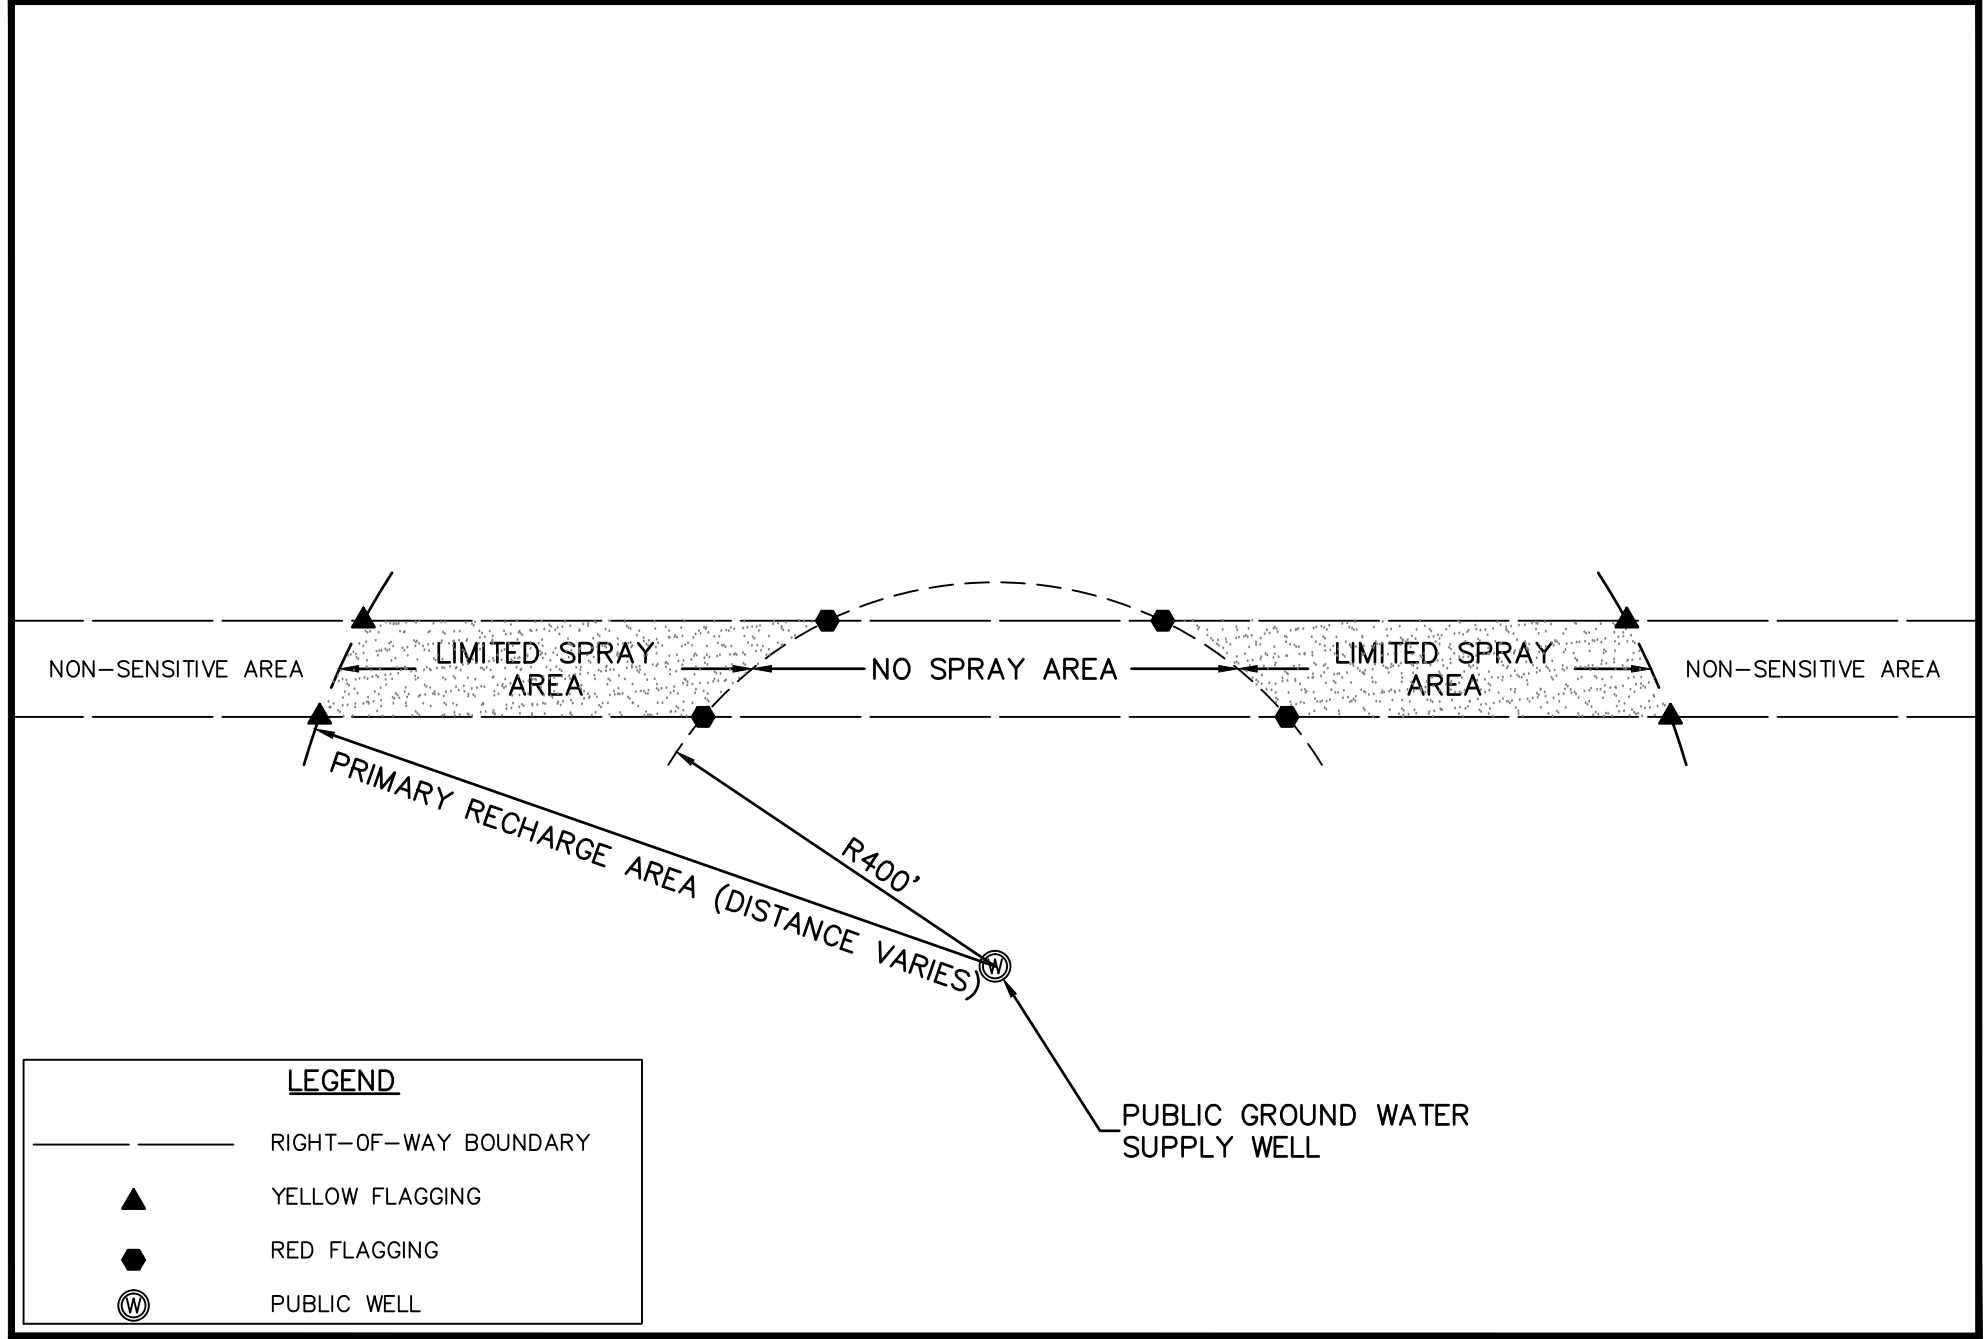 NON-SENSITIVE AREA
LIMITED SPRAY
AREA
NO SPRAY AREA
LIMITED SPRAY
AREA
NON-SENSITIVE AREA
PRIMARY RECHARGE AREA (DISTANCE VARIES)
R400'
W
PUBLIC GROUND WATER
SUPPLY WELL
LEGEND
RIGHT-OF-WAY BOUNDARY
YELLOW FLAGGING
RED FLAGGING
W PUBLIC WELL